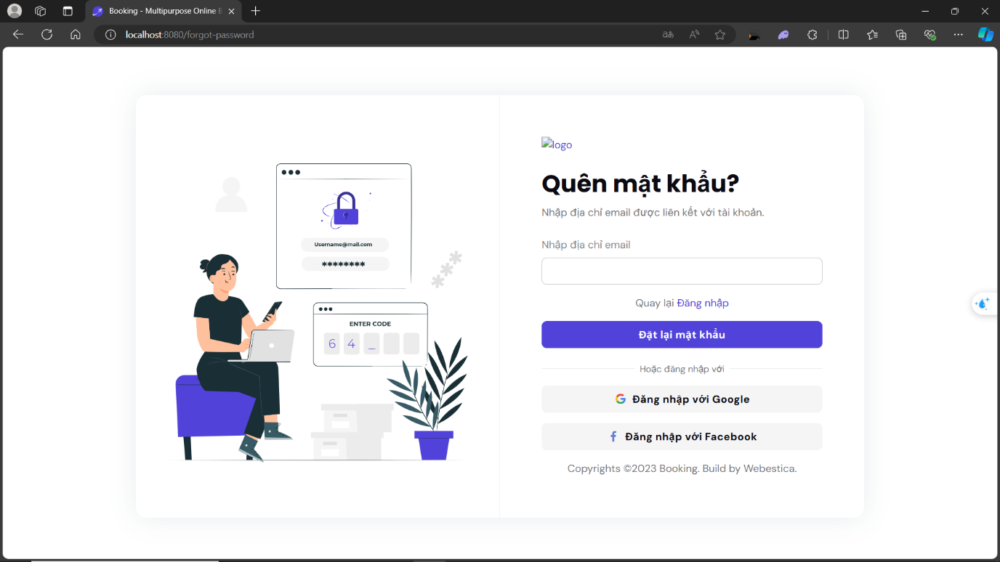 Booking - Multipurpose Online B
localhost:8080/forgot-password
logo
Quên mật khẩu?
Nhập địa chỉ email được liên kết với tài khoản.
Nhập địa chỉ email
Quay lại Đăng nhập
Đặt lại mật khẩu
Hoặc đăng nhập với
Đăng nhập với Google
Đăng nhập với Facebook
Copyrights ©2023 Booking. Build by Webestica.
Username@mail.com
********
ENTER CODE
6 4 _